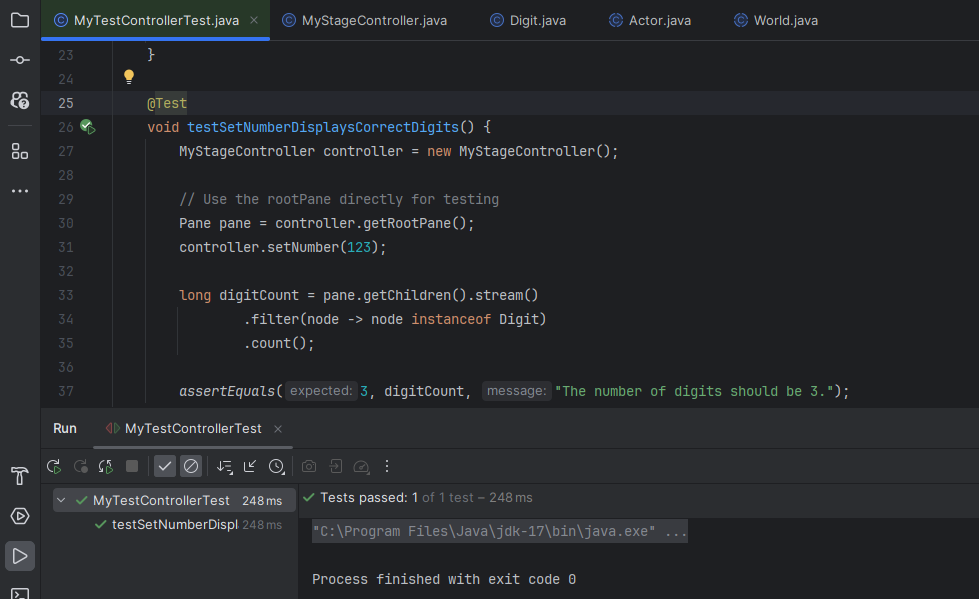 MyTestControllerTest.java
MyStageController.java
Digit.java
Actor.java
World.java
23 }
24
25 @Test
26 void testSetNumberDisplaysCorrectDigits() {
27 MyStageController controller = new MyStageController();
28
29 // Use the rootPane directly for testing
30 Pane pane = controller.getRootPane();
31 controller.setNumber(123);
32
33 long digitCount = pane.getChildren().stream()
34 .filter(node -> node instanceof Digit)
35 .count();
36
37 assertEquals( expected: 3, digitCount, message: "The number of digits should be 3.");
Run MyTestControllerTest
MyTestControllerTest 248 ms
testSetNumberDispl 248 ms
Tests passed: 1 of 1 test – 248 ms
"C:\Program Files\Java\jdk-17\bin\java.exe" ...
Process finished with exit code 0